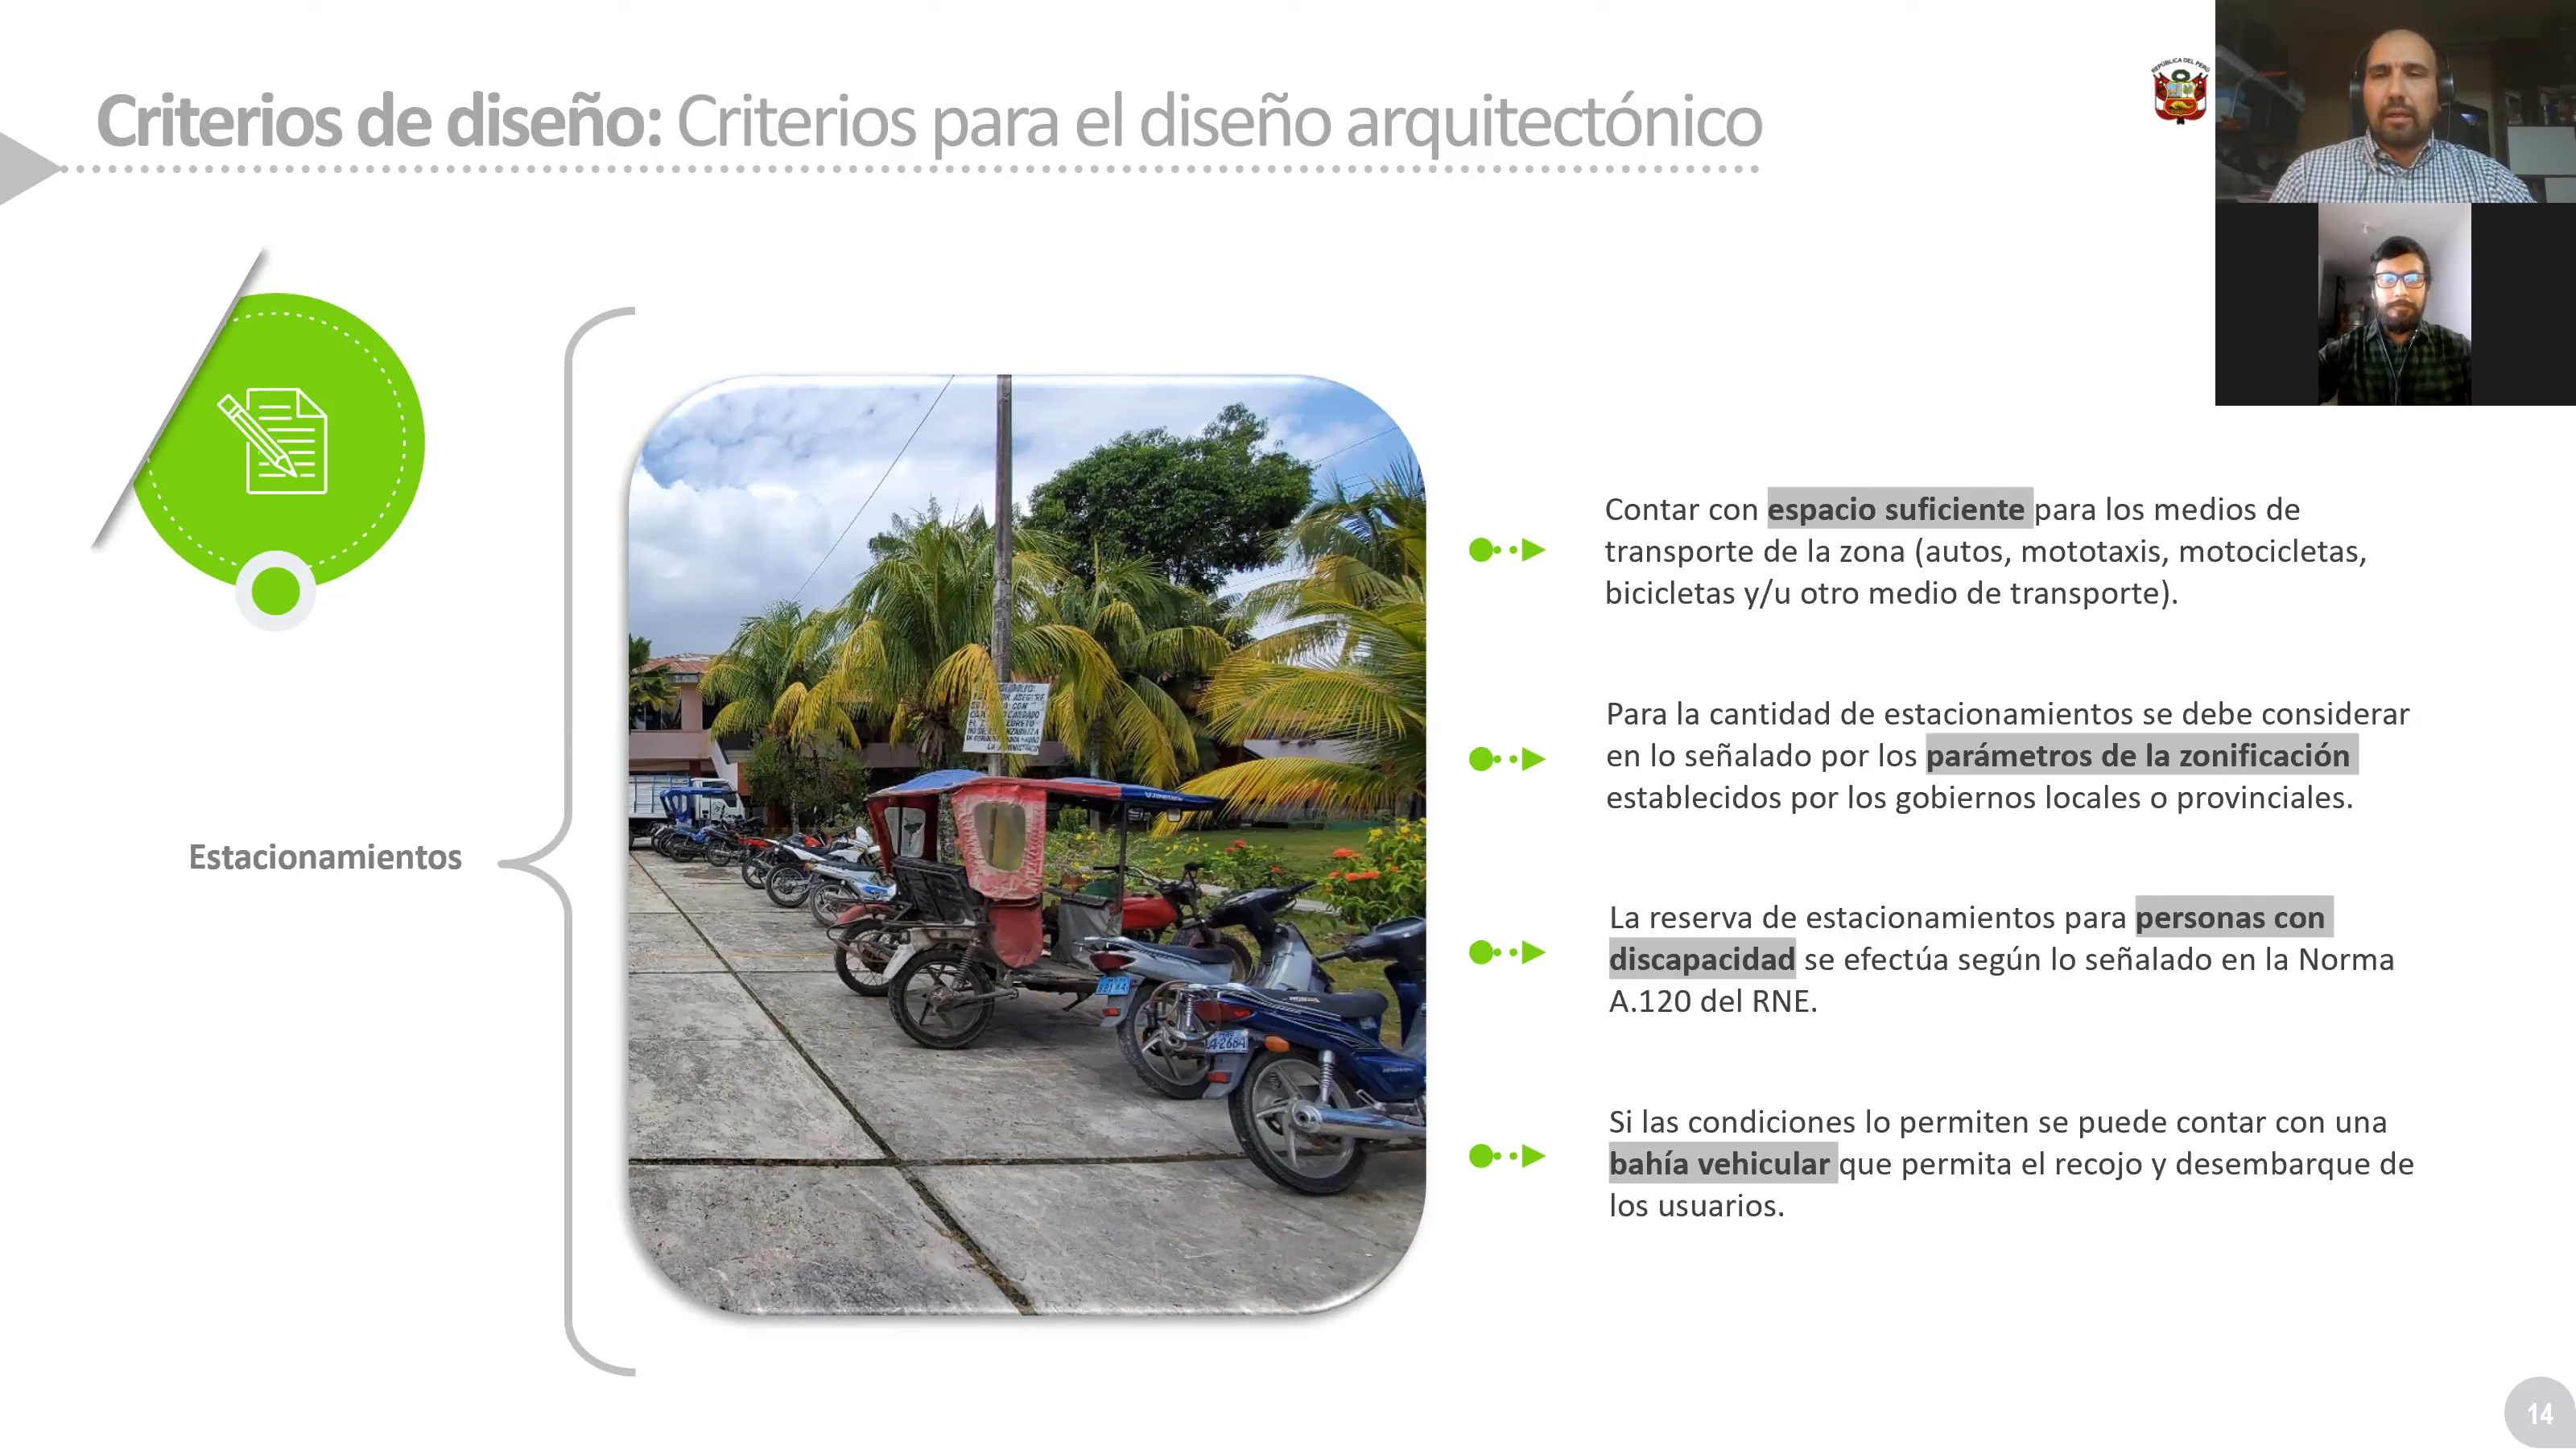 Criterios de diseño: Criterios para el diseño arquitectónico
REPÚBLICA DEL PERÚ
Estacionamientos
Contar con espacio suficiente para los medios de
transporte de la zona (autos, mototaxis, motocicletas,
bicicletas y/u otro medio de transporte).
Para la cantidad de estacionamientos se debe considerar
en lo señalado por los parámetros de la zonificación
establecidos por los gobiernos locales o provinciales.
La reserva de estacionamientos para personas con
discapacidad se efectúa según lo señalado en la Norma
A.120 del RNE.
Si las condiciones lo permiten se puede contar con una
bahía vehicular que permita el recojo y desembarque de
los usuarios.
14